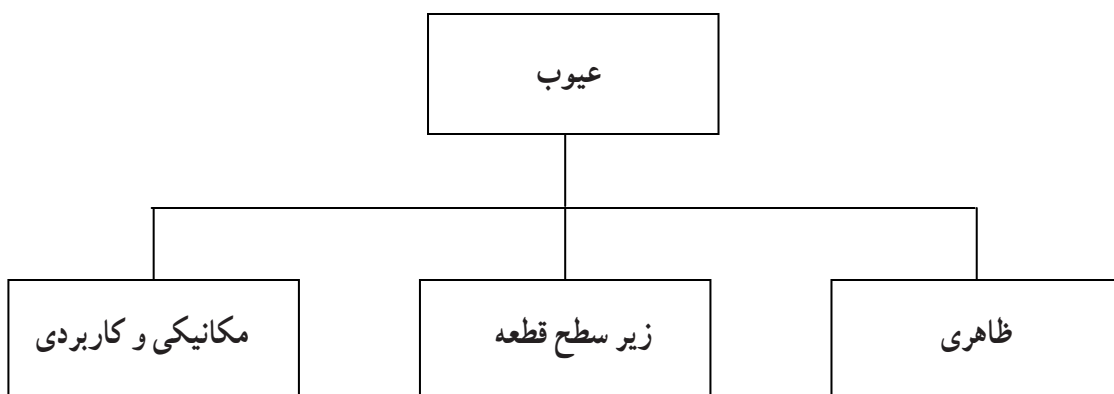 عیوب
ظاهری
زیر سطح قطعه
مکانیکی و کاربردی